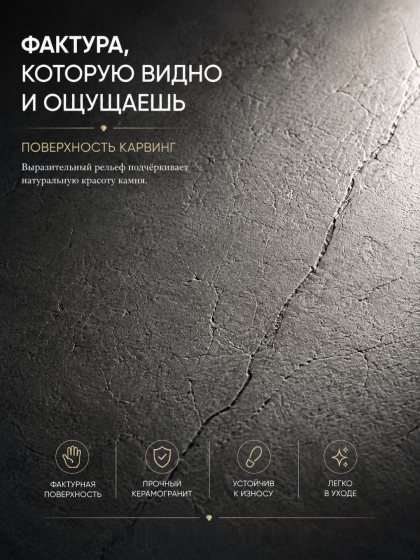 ФАКТУРА,
КОТОРУЮ ВИДНО
И ОЩУЩАЕШЬ
ПОВЕРХНОСТЬ КАРВИНГ
Выразительный рельеф подчёркивает
натуральную красоту камня.
ФАКТУРНАЯ
ПОВЕРХНОСТЬ
ПРОЧНЫЙ
КЕРАМОГРАНИТ
УСТОЙЧИВ
К ИЗНОСУ
ЛЕГКО
В УХОДЕ